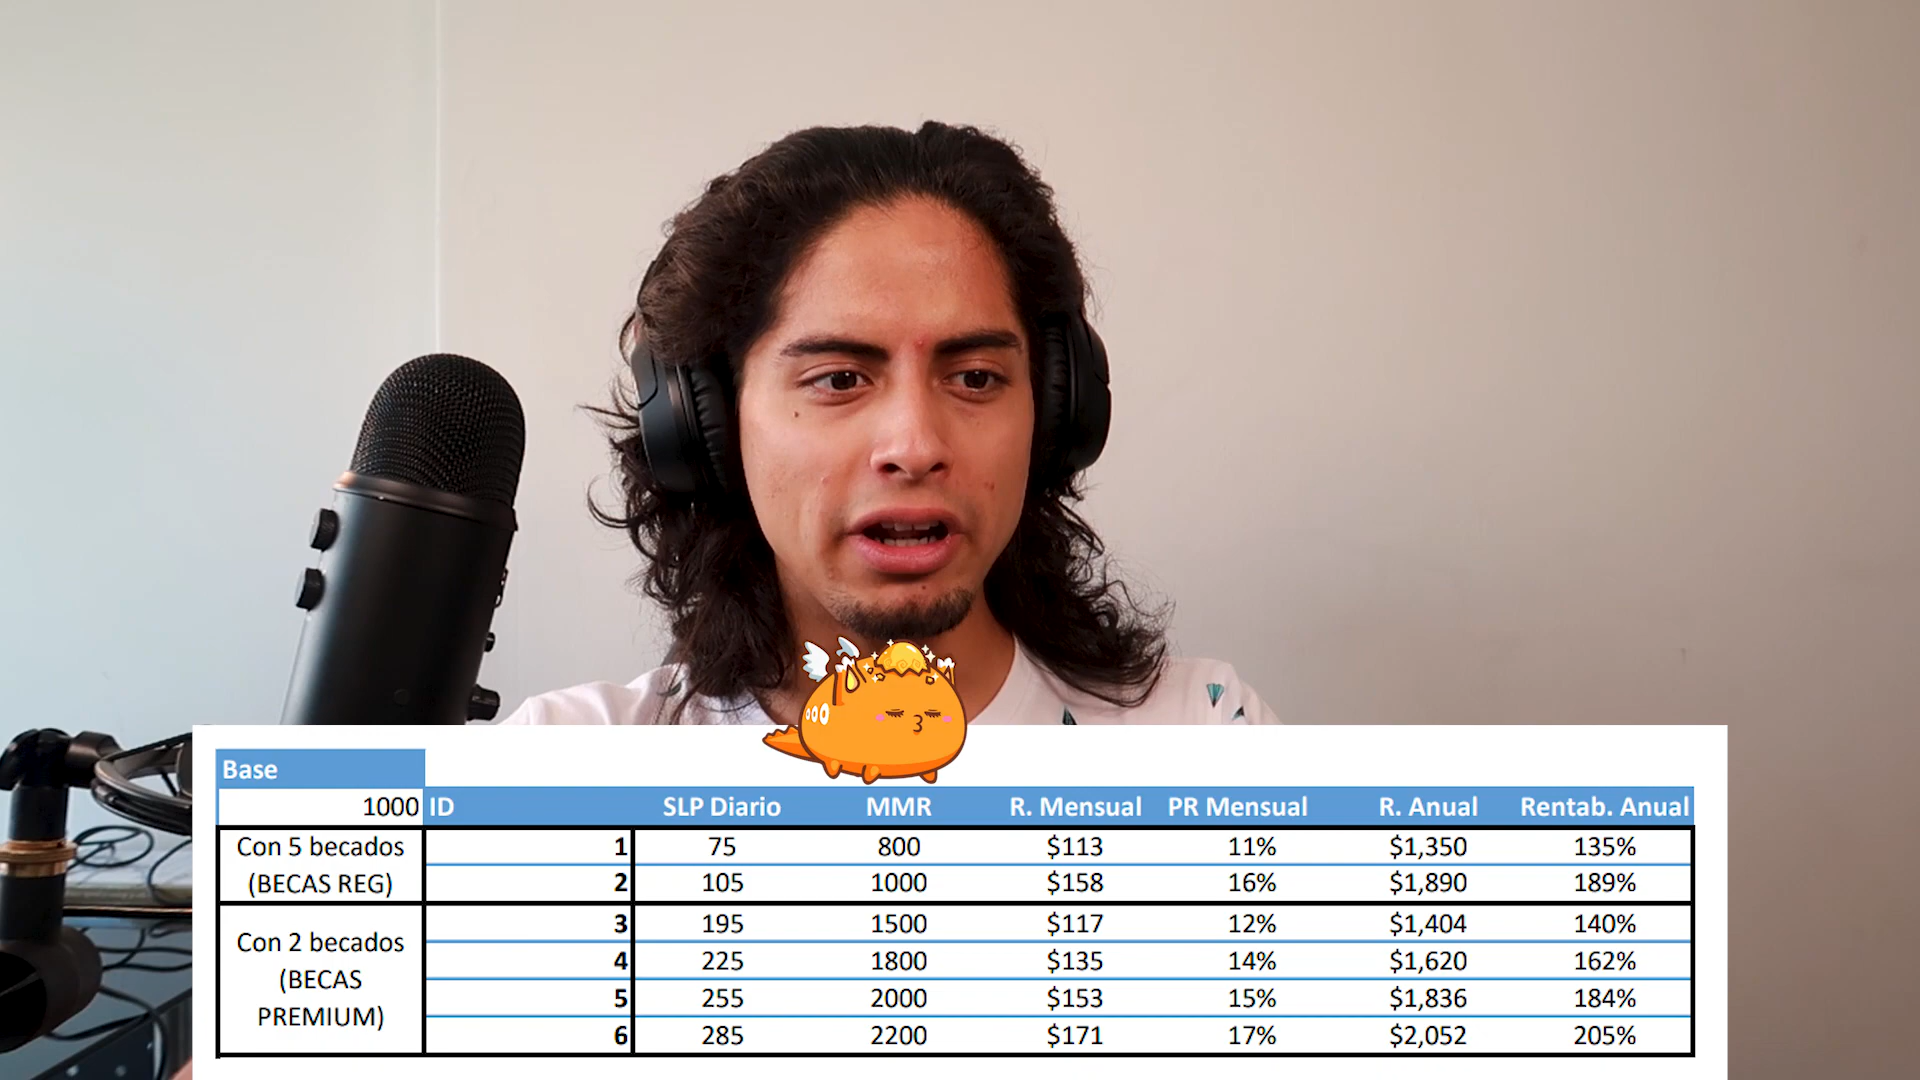 Base
1000 ID SLP Diario MMR R. Mensual PR Mensual R. Anual Rentab. Anual
Con 5 becados
(BECAS REG)
1 75 800 $113 11% $1,350 135%
2 105 1000 $158 16% $1,890 189%
Con 2 becados
(BECAS
PREMIUM)
3 195 1500 $117 12% $1,404 140%
4 225 1800 $135 14% $1,620 162%
5 255 2000 $153 15% $1,836 184%
6 285 2200 $171 17% $2,052 205%